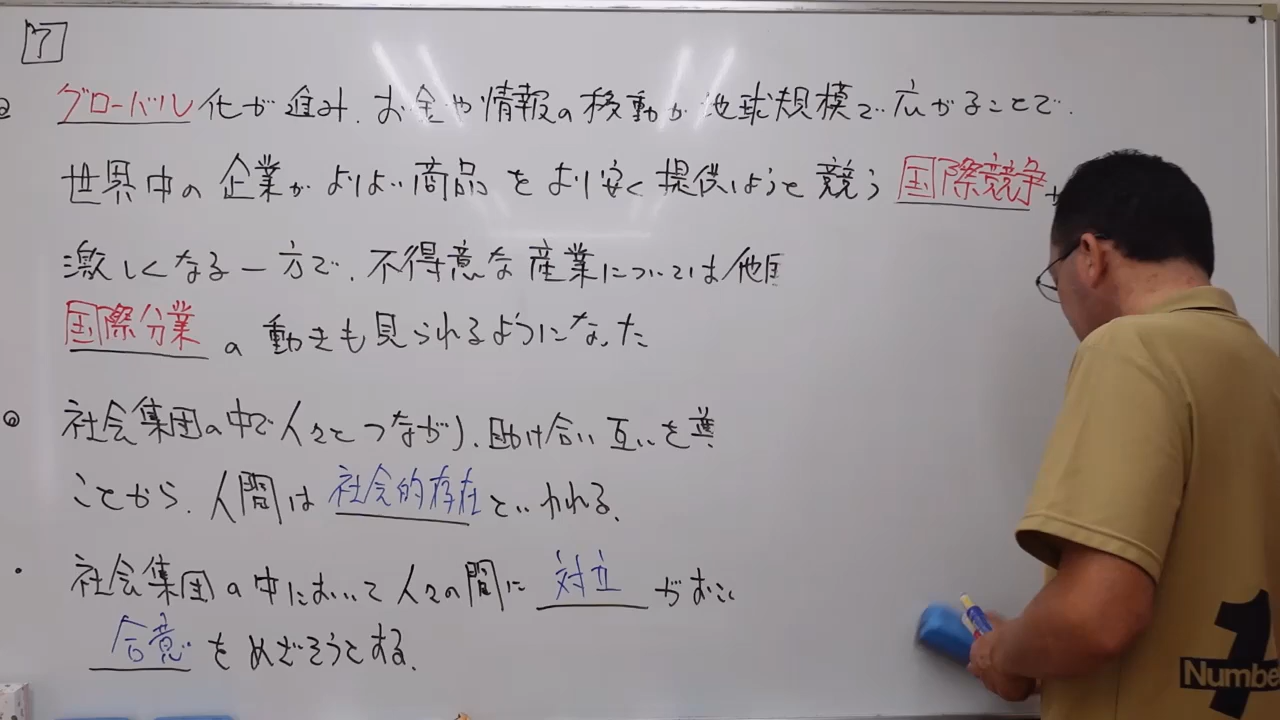 7
グローバル化が進み、お金や情報の移動が地球規模で広がることで、
世界中の企業がよりよい商品をより安く提供しようと競う国際競争が
激しくなる一方で、不得意な産業については他国
国際分業の動きも見られるようになった
社会集団の中で人々とつながり、助け合い互いを
ことから、人間は社会的存在といわれる。
・社会集団の中において人々の間に対立がおこ
合意をめざそうとする。
1
Numbe